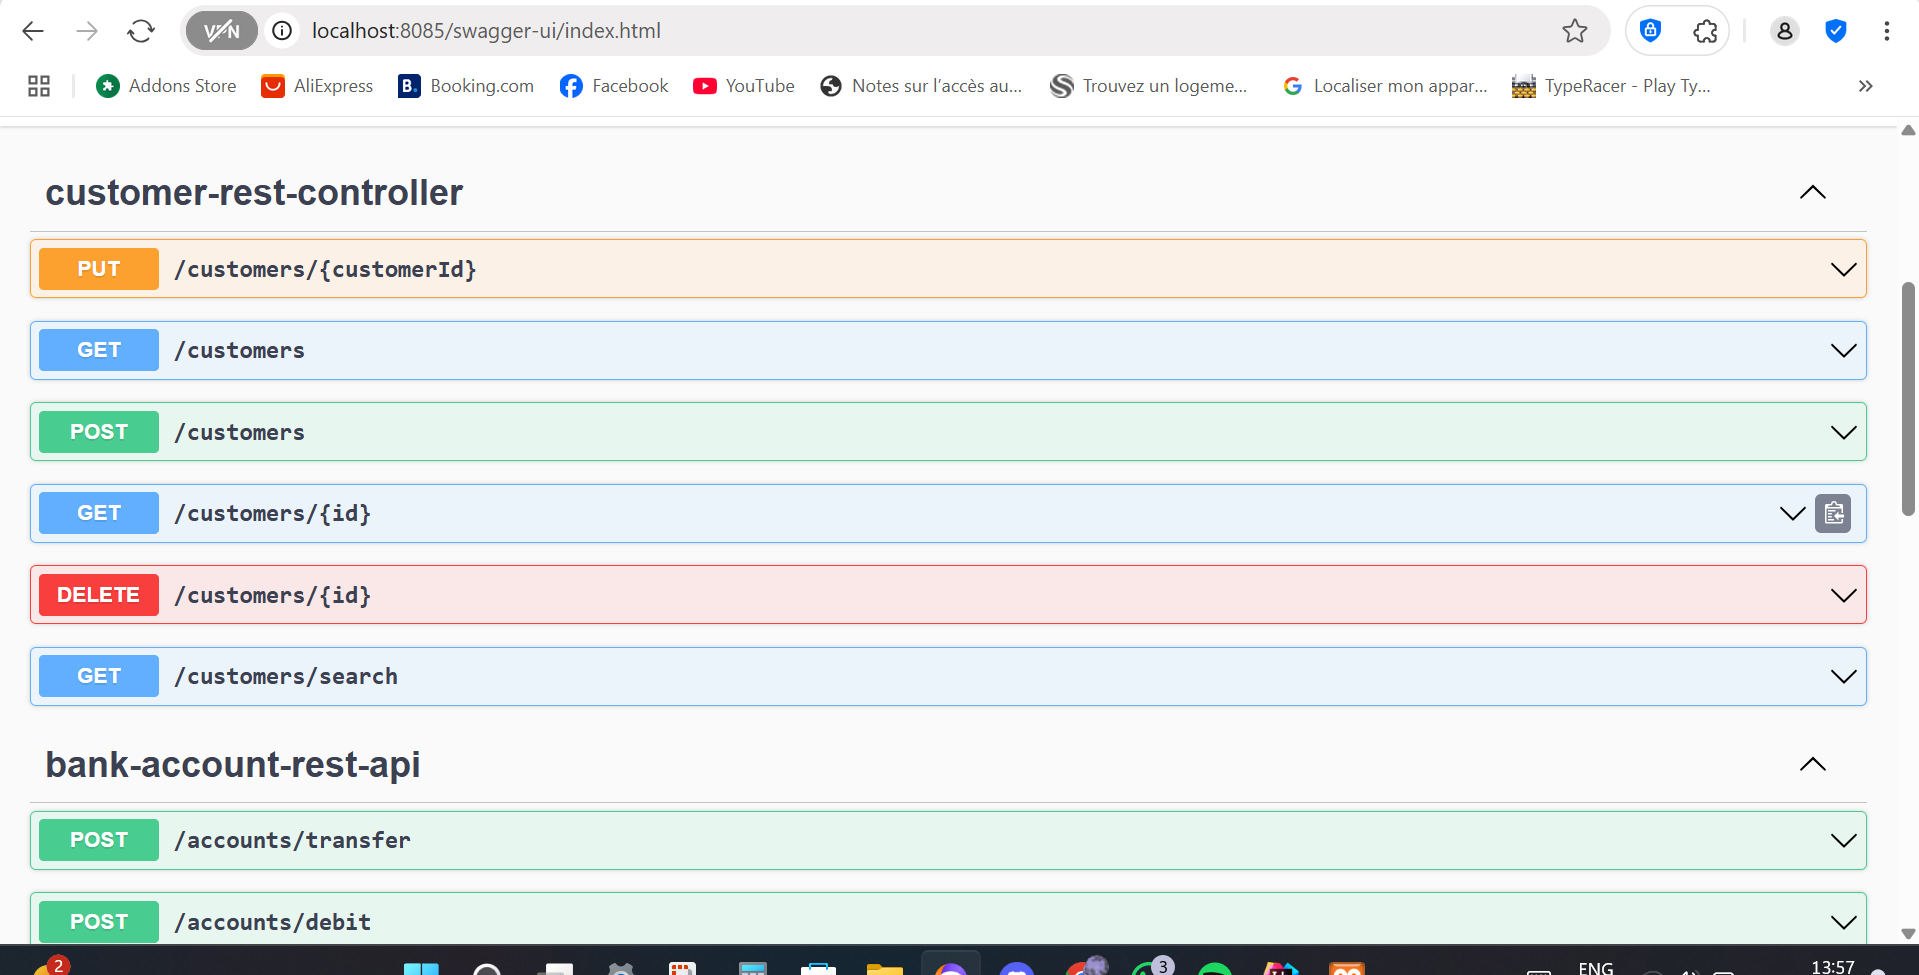 VPN
localhost:8085/swagger-ui/index.html
Addons Store
AliExpress
B.
Booking.com
Facebook
YouTube
Notes sur l'accès au...
Trouvez un logeme...
Localiser mon appar...
TypeRacer - Play Ty...
customer-rest-controller
PUT /customers/{customerId}
GET /customers
POST /customers
GET /customers/{id}
DELETE /customers/{id}
GET /customers/search
bank-account-rest-api
POST /accounts/transfer
POST /accounts/debit
2
3
ENG
13:57